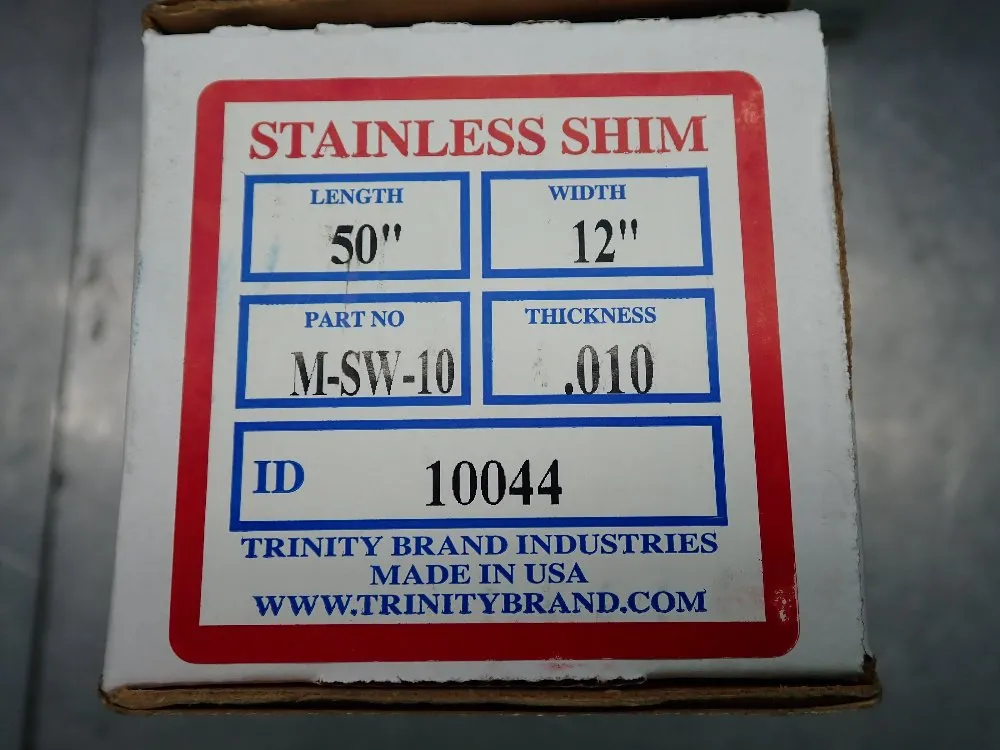 STAINLESS SHIM
LENGTH
50"
WIDTH
12"
PART NO
M-SW-10
THICKNESS
.010
ID 10044
TRINITY BRAND INDUSTRIES
MADE IN USA
WWW.TRINITYBRAND.COM